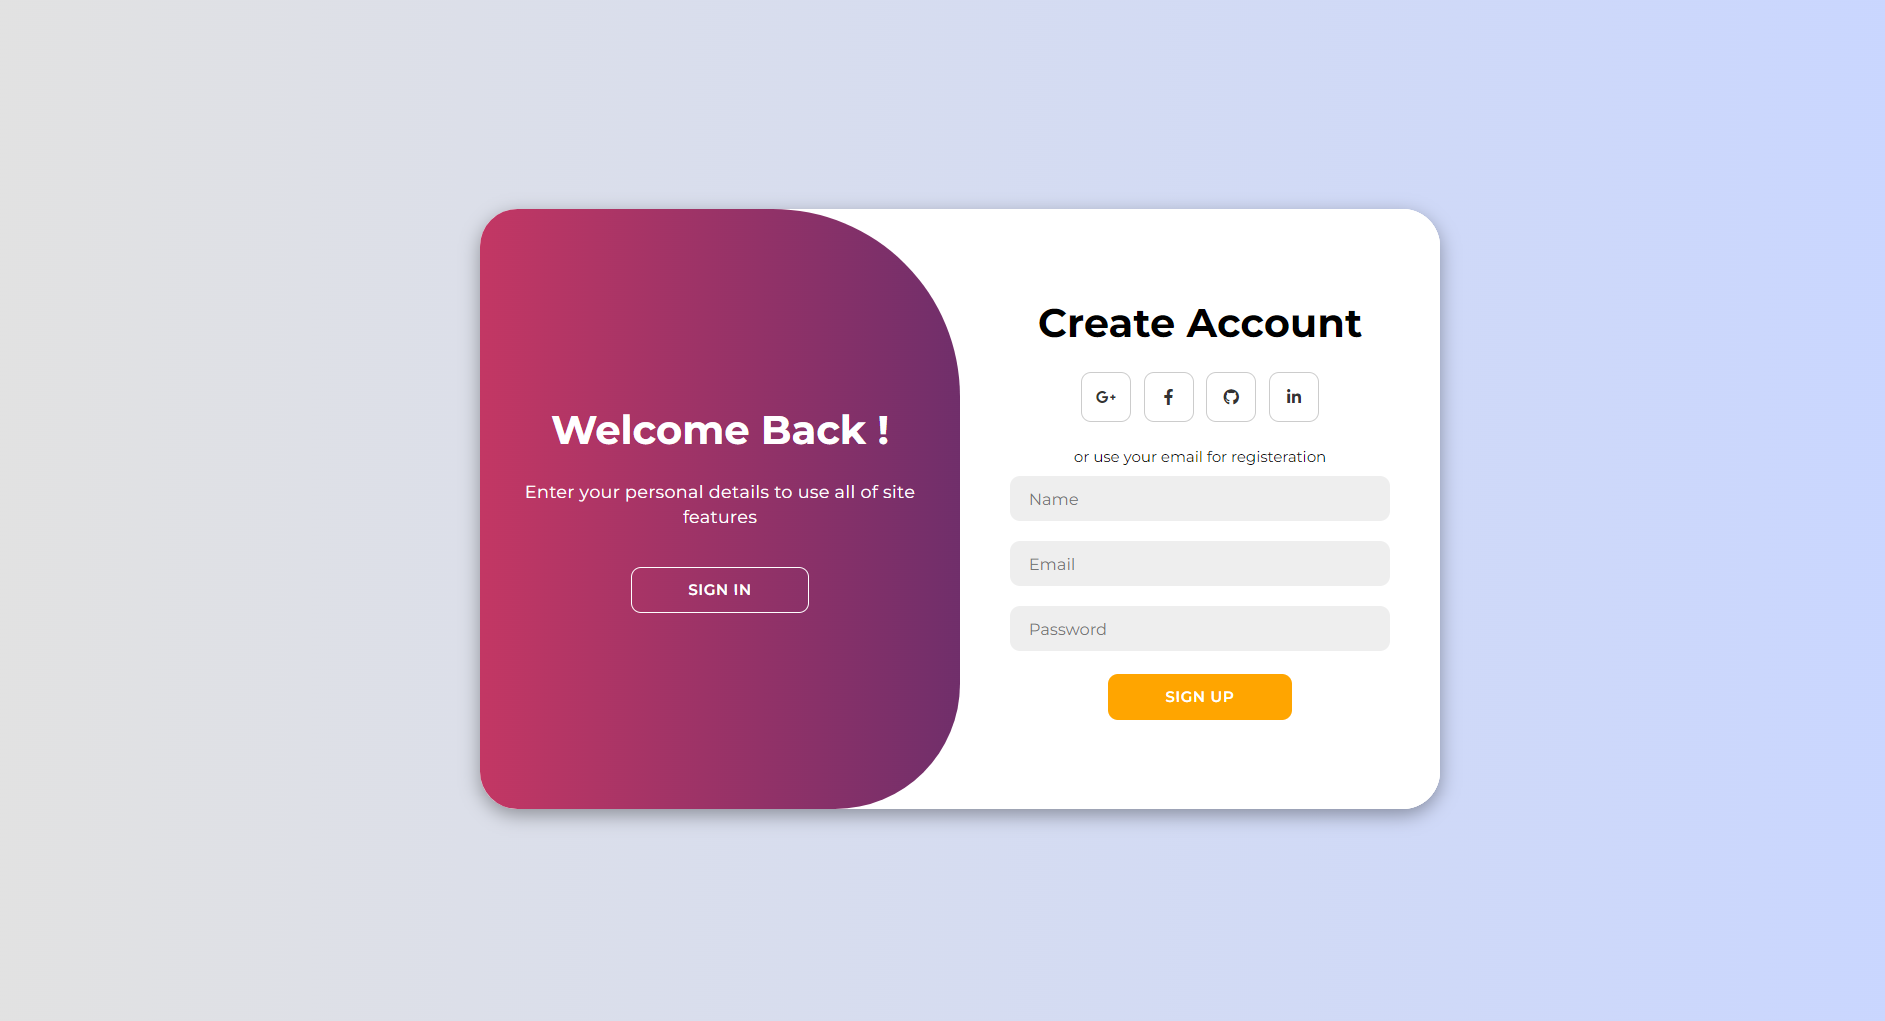 Welcome Back !
Enter your personal details to use all of site
features
SIGN IN
Create Account
G+
f
in
or use your email for registeration
Name
Email
Password
SIGN UP